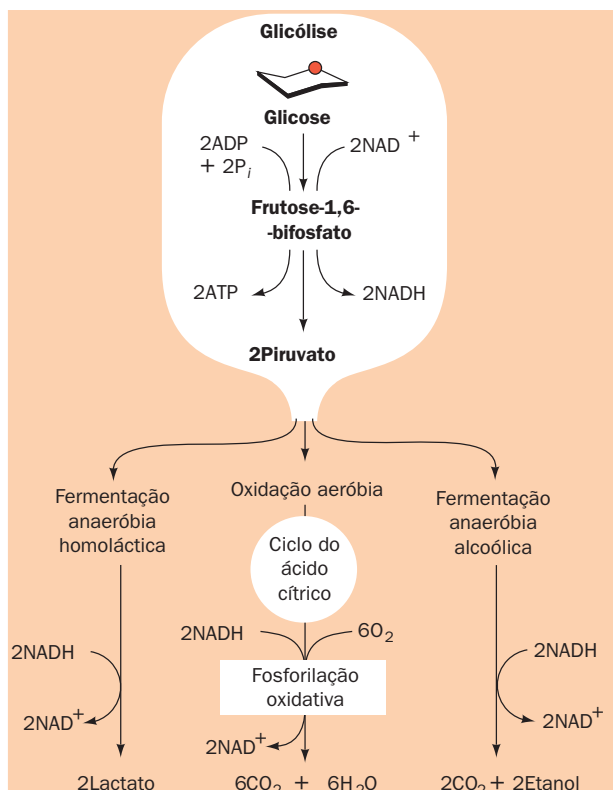 Glicólise
Glicose
2ADP
+ 2Pi
2NAD+
Frutose-1,6-
-bifosfato
2ATP
2NADH
2Piruvato
Fermentação
anaeróbia
homoláctica
Oxidação aeróbia
Fermentação
anaeróbia
alcoólica
Ciclo do
ácido
cítrico
2NADH
6O2
2NADH
2NAD+
Fosforilação
oxidativa
2NADH
2NAD+
2NAD+
2Lactato
6CO2 + 6H2O
2CO2 + 2Etanol